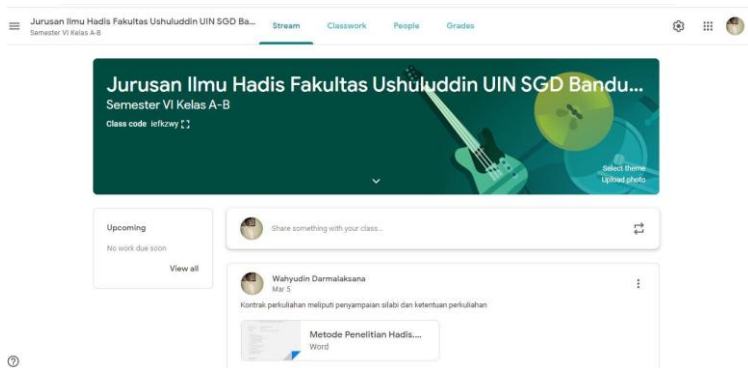 Jurusan Ilmu Hadis Fakultas Ushuluddin UIN SGD Ba...
Semester VI Kelas A-B
Stream
Classwork
People
Grades
Jurusan Ilmu Hadis Fakultas Ushuluddin UIN SGD Bandu...
Semester VI Kelas A-B
Class code iefkzwy
Select theme
Upload photo
Upcoming
No work due soon
View all
Share something with your class...
Wahyudin Darmalaksana
Mar 5
Kontrak perkuliahan meliputi penyampaian silabi dan ketentuan perkuliahan
Metode Penelitian Hadis....
Word